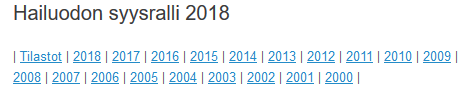 Hailuodon syysralli 2018
| Tilastot | 2018 | 2017 | 2016 | 2015 | 2014 | 2013 | 2012 | 2011 | 2010 | 2009 |
2008 | 2007 | 2006 | 2005 | 2004 | 2003 | 2002 | 2001 | 2000 |